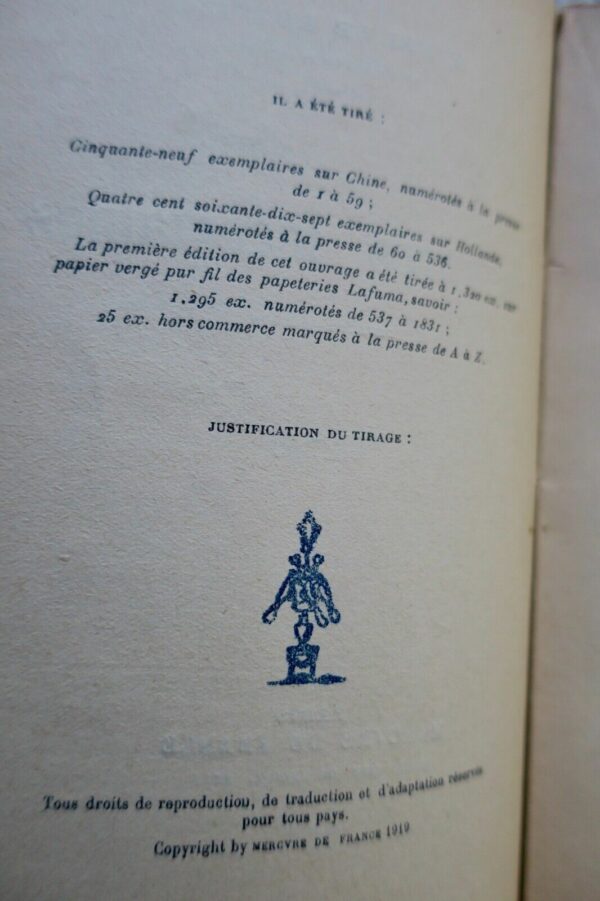 IL A ÉTÉ TIRÉ :
Cinquante-neuf exemplaires sur Chine, numérotés à la presse
de 1 à 59 ;
Quatre cent soixante-dix-sept exemplaires sur Hollande,
numérotés à la presse de 60 à 536.
La première édition de cet ouvrage a été tirée à 1,320 ex. sur
papier vergé pur fil des papeteries Lafuma, savoir :
1,295 ex. numérotés de 537 à 1831 ;
25 ex. hors commerce marqués à la presse de A à Z.
JUSTIFICATION DU TIRAGE :
Tous droits de reproduction, de traduction et d'adaptation réservés
pour tous pays.
Copyright by MERCVRE DE FRANCE 1919